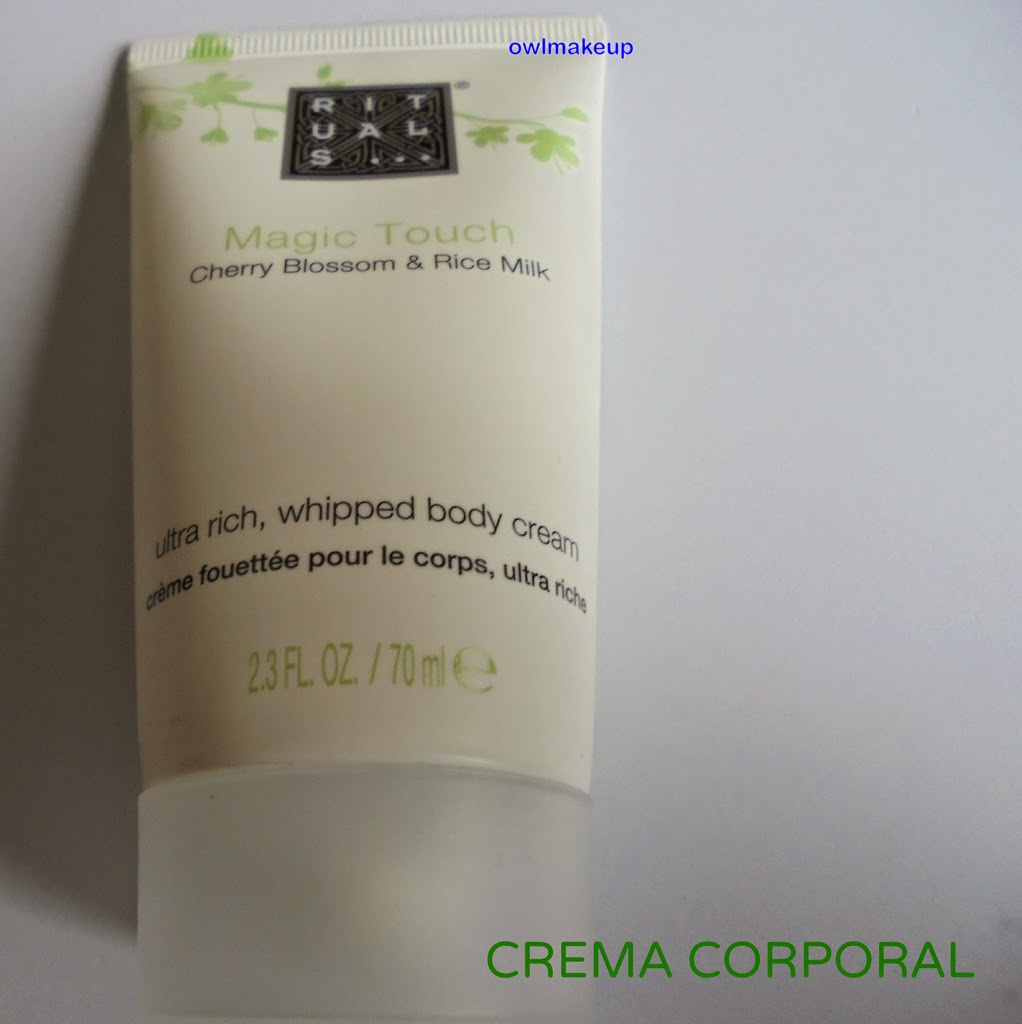 owlmakeup
RIT
UAL
S...®
Magic Touch
Cherry Blossom & Rice Milk
ultra rich, whipped body cream
crème fouettée pour le corps, ultra riche
2.3 FL. OZ. / 70 ml ℮
CREMA CORPORAL